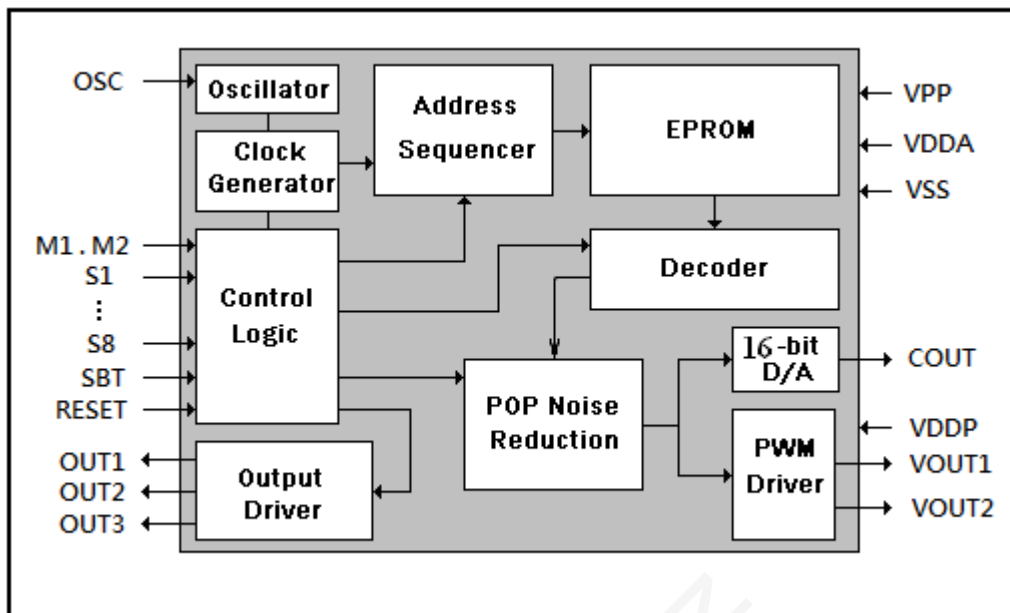 OSC
Oscillator
Clock
Generator
Address
Sequencer
EPROM
VPP
VDDA
VSS
M1 . M2
S1
⋮
S8
SBT
RESET
Control
Logic
Decoder
16-bit
D/A
COUT
POP Noise
Reduction
PWM
Driver
VDDP
VOUT1
VOUT2
OUT1
OUT2
OUT3
Output
Driver